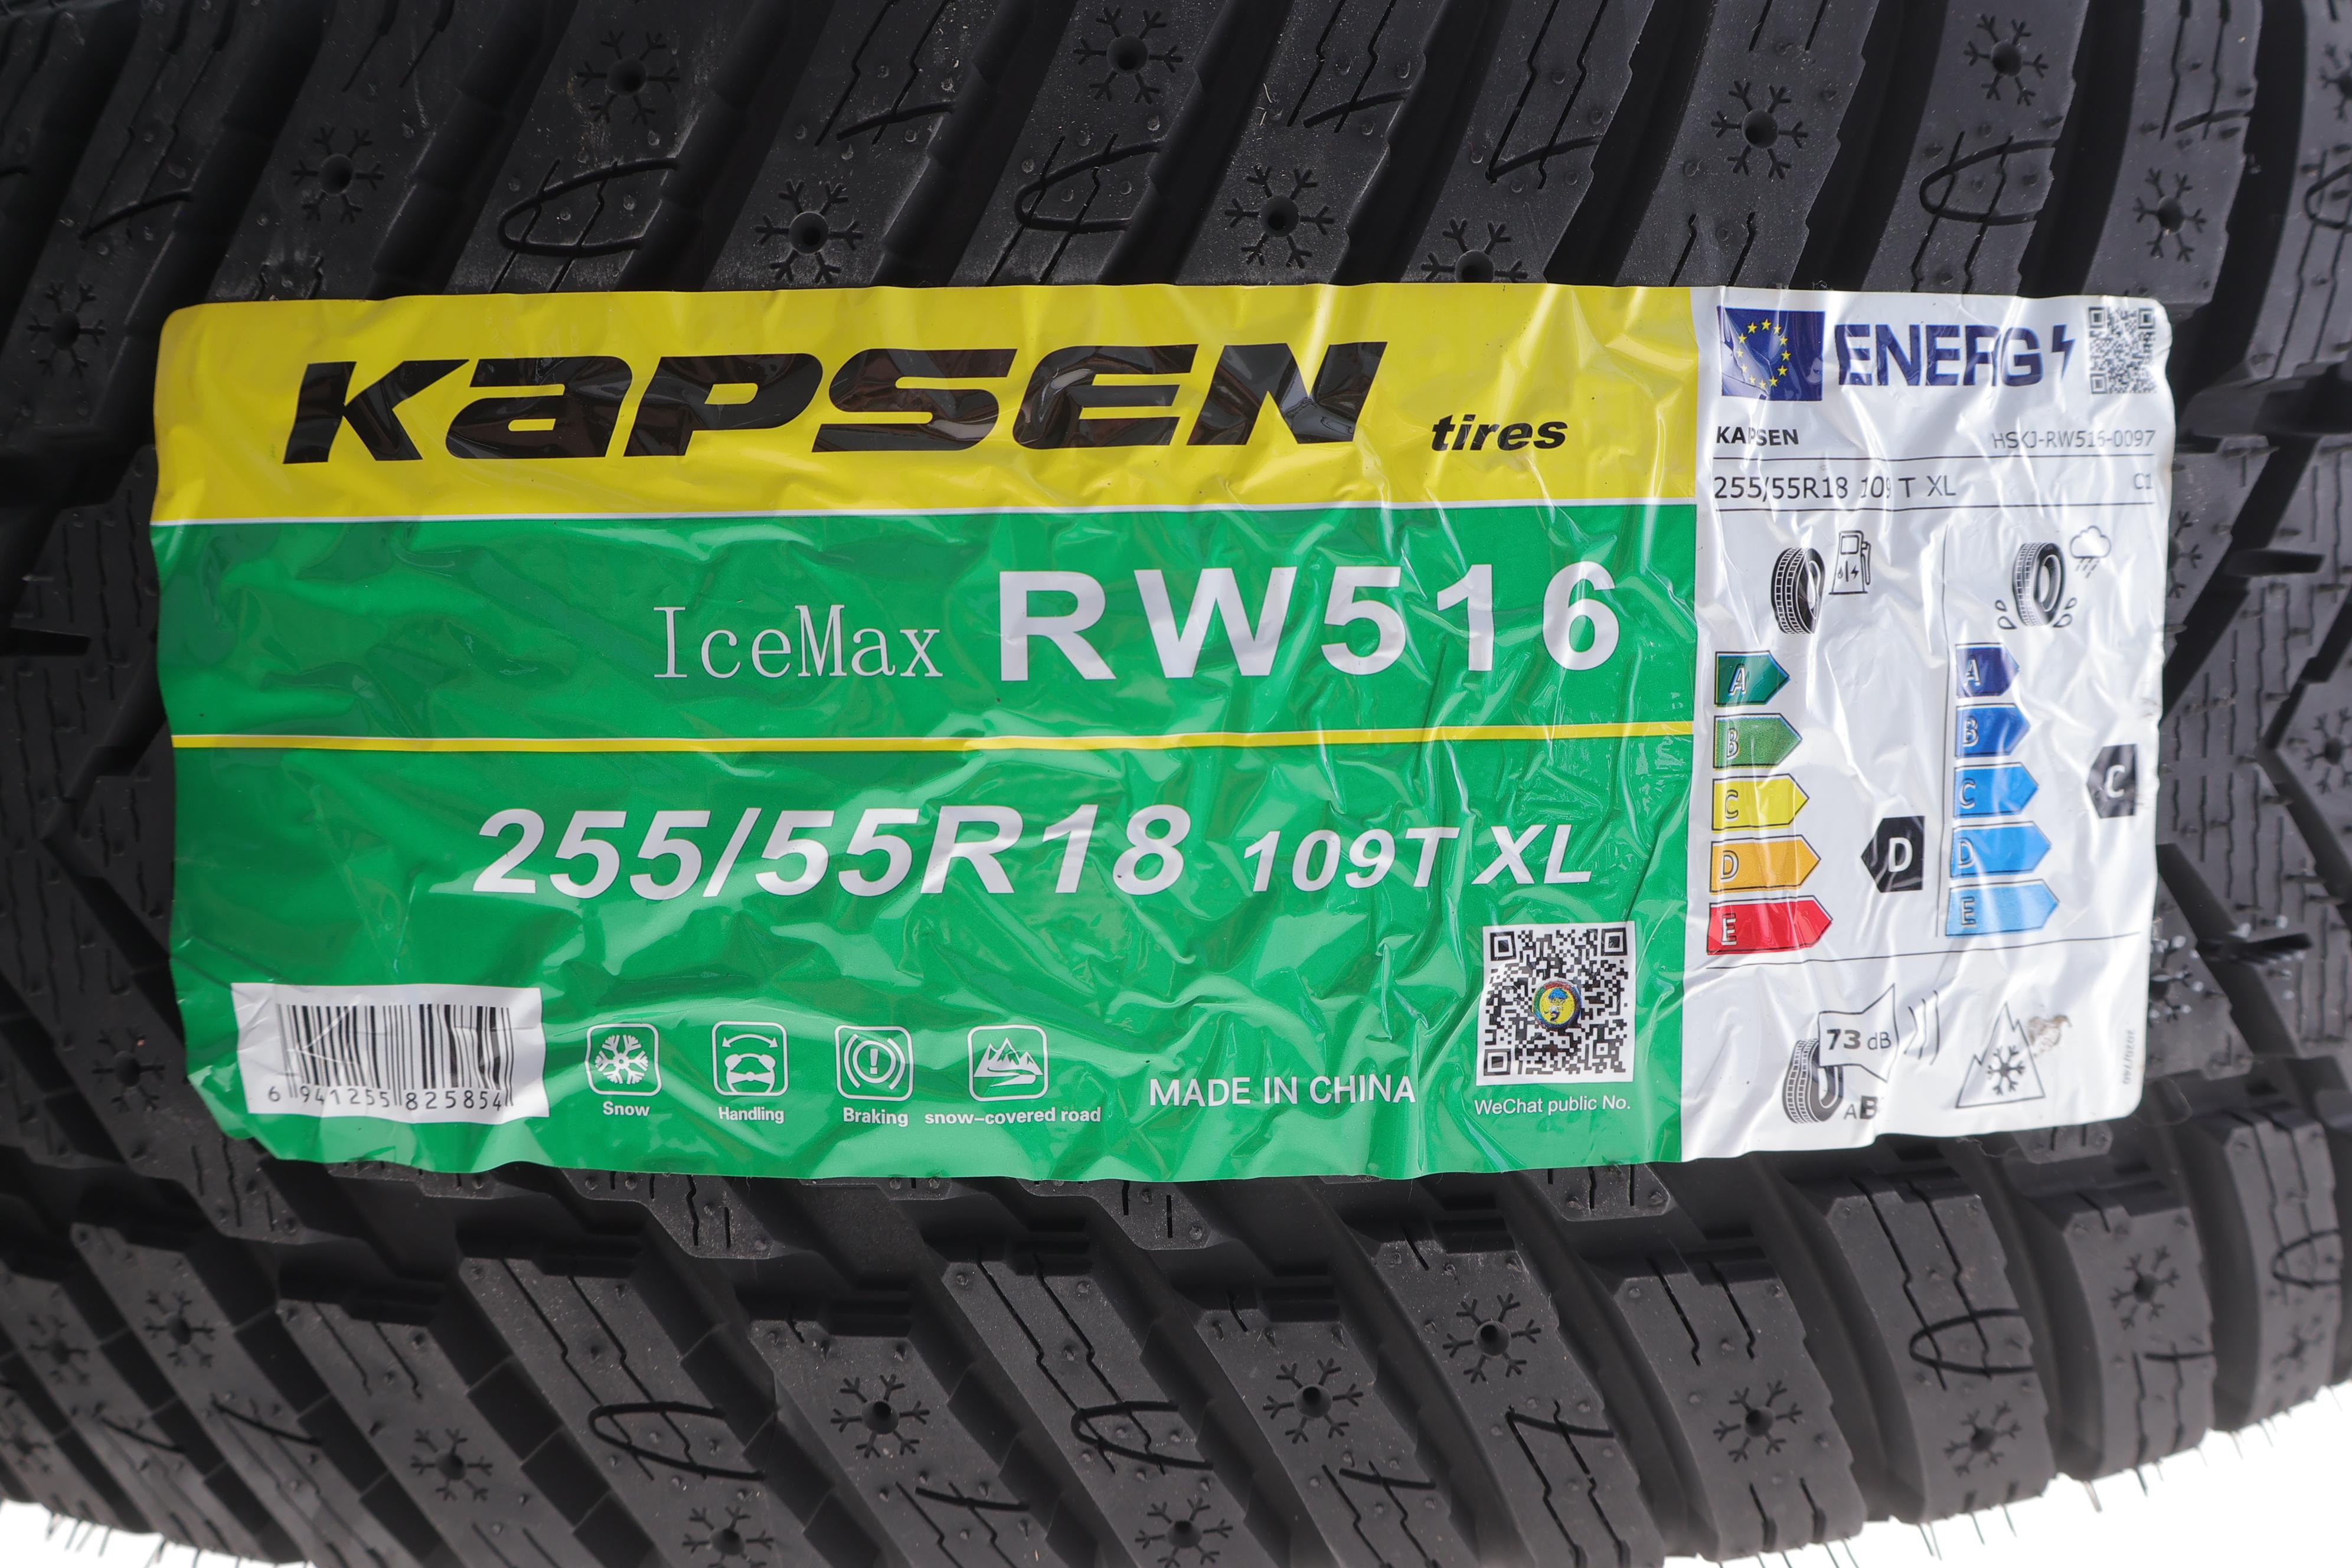 KAPSEN tires
IceMax RW516
255/55R18 109T XL
6 941255 825854
Snow
Handling
Braking
snow-covered road
MADE IN CHINA
WeChat public No.
ENERG
KAPSEN HSKJ-RW516-0097
255/55R18 109 T XL C1
A
B
C
D
E
D
A
B
C
D
E
C
73 dB
AB